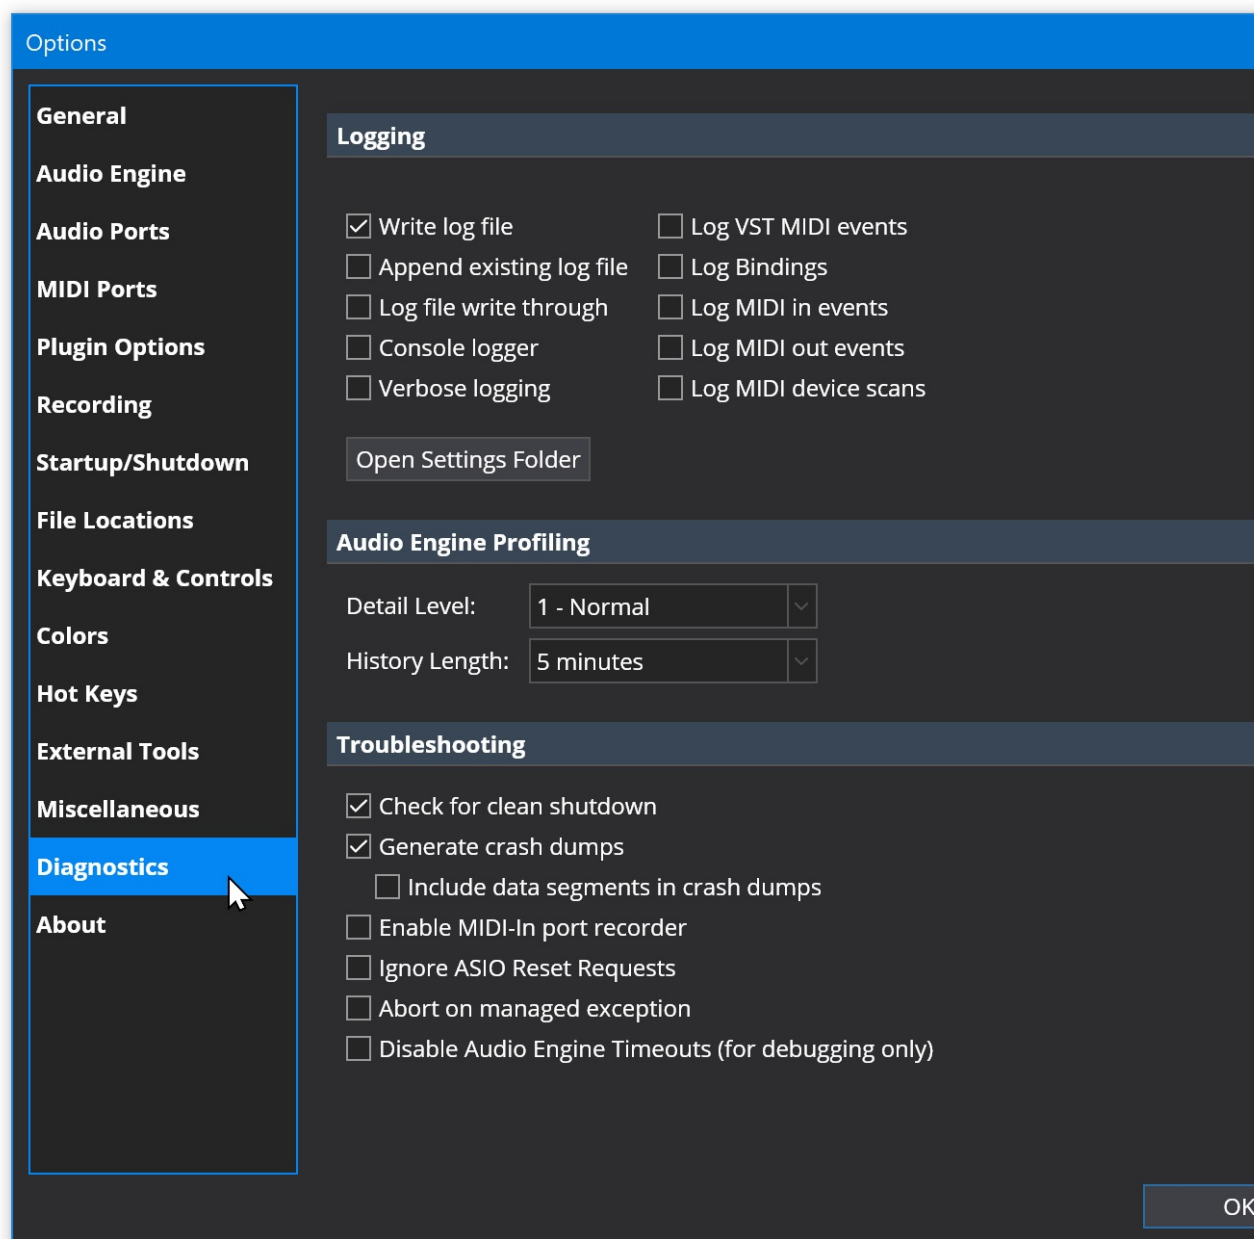 Options
General
Audio Engine
Audio Ports
MIDI Ports
Plugin Options
Recording
Startup/Shutdown
File Locations
Keyboard & Controls
Colors
Hot Keys
External Tools
Miscellaneous
Diagnostics
About
Logging
Write log file
Append existing log file
Log file write through
Console logger
Verbose logging
Log VST MIDI events
Log Bindings
Log MIDI in events
Log MIDI out events
Log MIDI device scans
Open Settings Folder
Audio Engine Profiling
Detail Level: 1 - Normal
History Length: 5 minutes
Troubleshooting
Check for clean shutdown
Generate crash dumps
Include data segments in crash dumps
Enable MIDI-In port recorder
Ignore ASIO Reset Requests
Abort on managed exception
Disable Audio Engine Timeouts (for debugging only)
OK